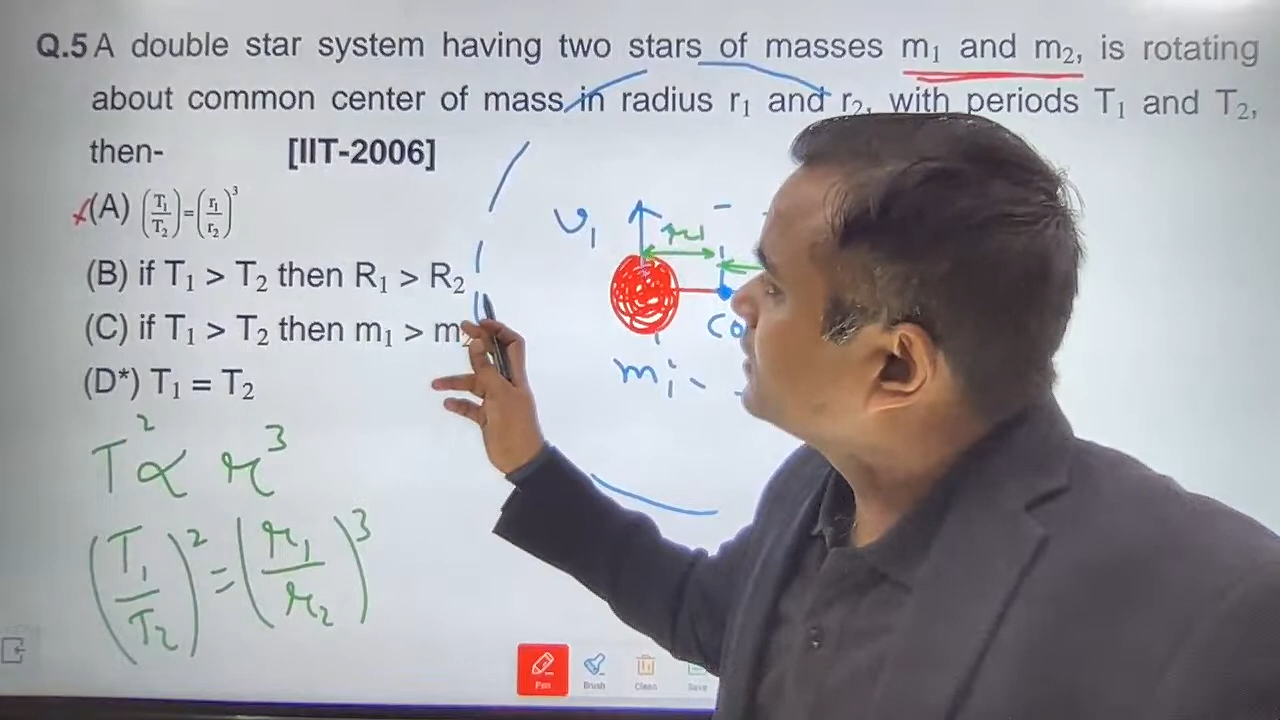 Q.5 A double star system having two stars of masses m₁ and m₂, is rotating
about common center of mass in radius r₁ and r₂, with periods T₁ and T₂,
then- [IIT-2006]
(A) (T₁/T₂)=(r₁/r₂)³
(B) if T₁ > T₂ then R₁ > R₂
(C) if T₁ > T₂ then m₁ > m₂
(D*) T₁ = T₂
v₁
r₁
Co
m₁
T² ∝ r³
(T₁/T₂)² = (r₁/r₂)³
Pen Brush Clean Save